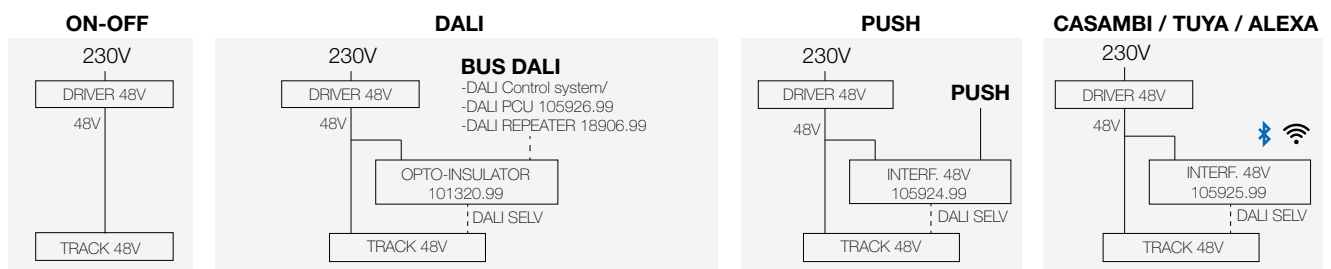 ON-OFF
230V
DRIVER 48V
48V
TRACK 48V
DALI
230V
BUS DALI
-DALI Control system/
-DALI PCU 105926.99
-DALI REPEATER 18906.99
DRIVER 48V
48V
OPTO-INSULATOR
101320.99
DALI SELV
TRACK 48V
PUSH
230V
DRIVER 48V
PUSH
48V
INTERF. 48V
105924.99
DALI SELV
TRACK 48V
CASAMBI / TUYA / ALEXA
230V
DRIVER 48V
48V
INTERF. 48V
105925.99
DALI SELV
TRACK 48V